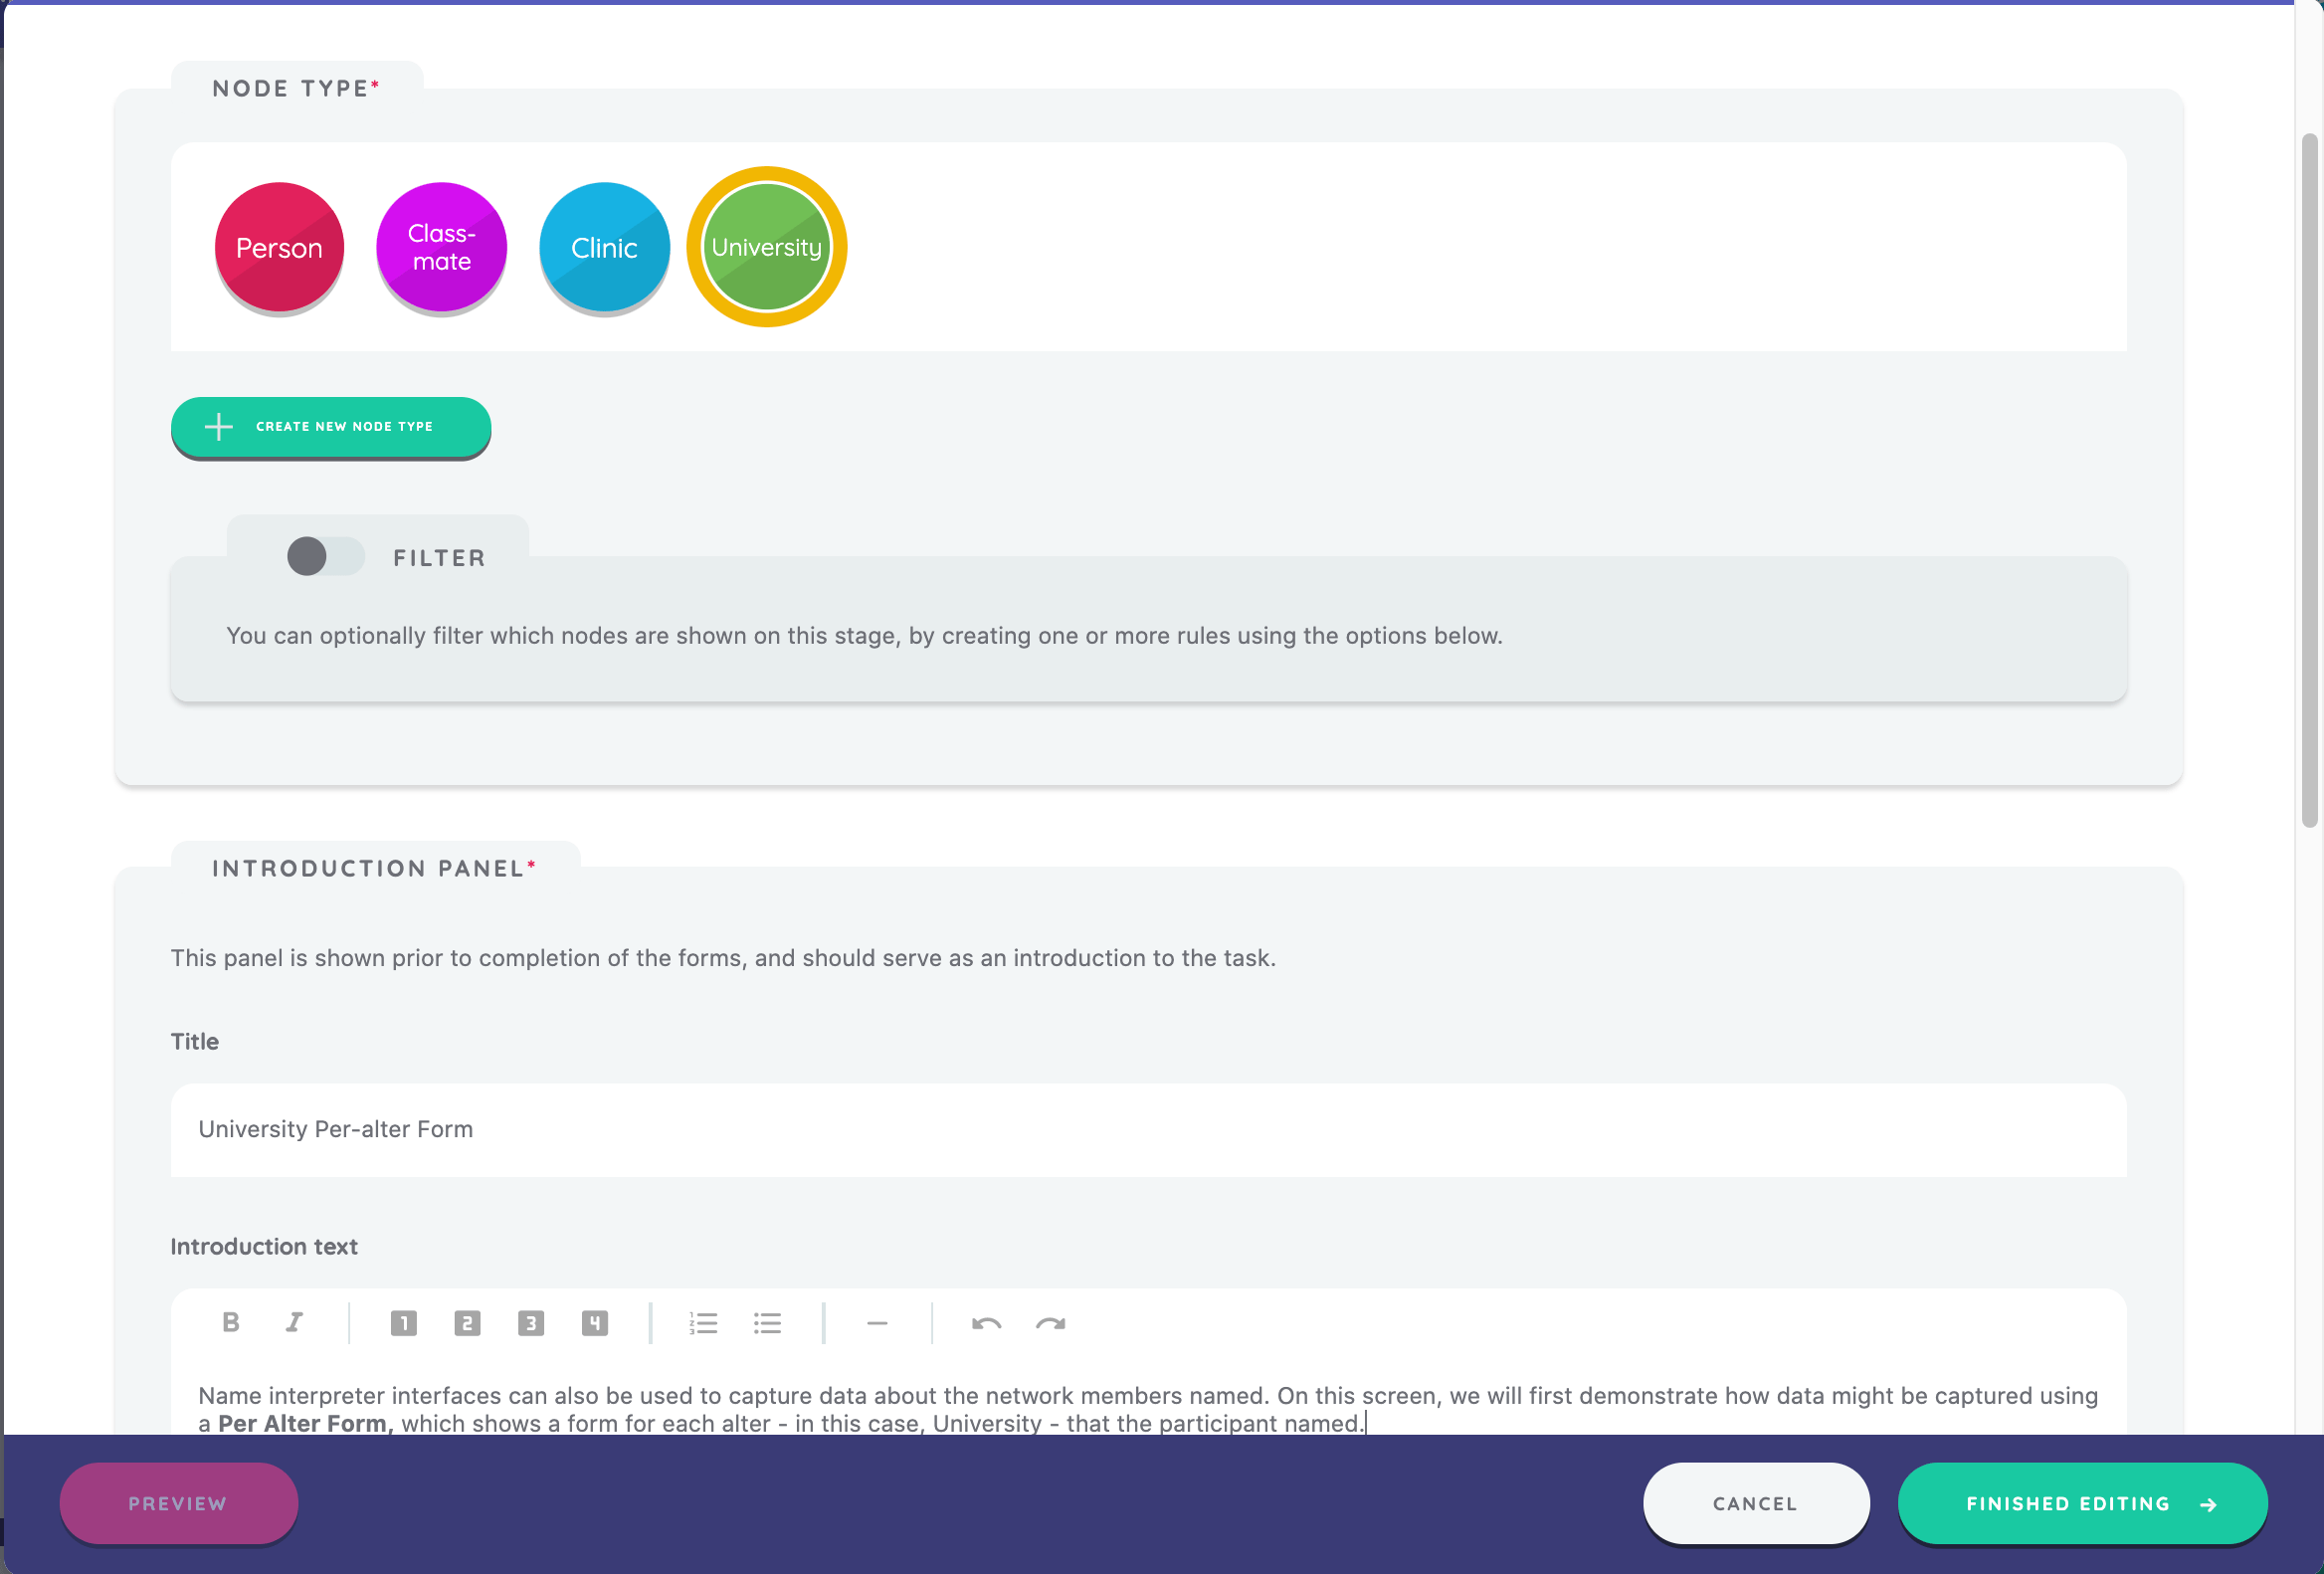 NODE TYPE*
Person
Class-
mate
Clinic
University
CREATE NEW NODE TYPE
FILTER
You can optionally filter which nodes are shown on this stage, by creating one or more rules using the options below.
INTRODUCTION PANEL*
This panel is shown prior to completion of the forms, and should serve as an introduction to the task.
Title
University Per-alter Form
Introduction text
B I 1 2 3 4
Name interpreter interfaces can also be used to capture data about the network members named. On this screen, we will first demonstrate how data might be captured using
a Per Alter Form, which shows a form for each alter - in this case, University - that the participant named.
PREVIEW
CANCEL
FINISHED EDITING